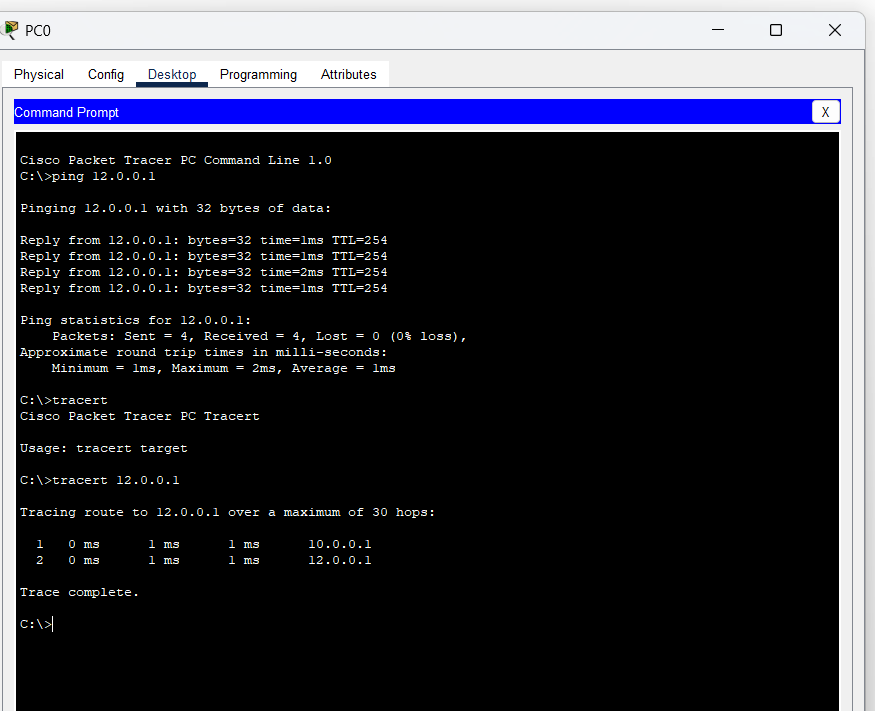 PC0
Physical Config Desktop Programming Attributes
Command Prompt X
Cisco Packet Tracer PC Command Line 1.0
C:\>ping 12.0.0.1
Pinging 12.0.0.1 with 32 bytes of data:
Reply from 12.0.0.1: bytes=32 time=1ms TTL=254
Reply from 12.0.0.1: bytes=32 time=1ms TTL=254
Reply from 12.0.0.1: bytes=32 time=2ms TTL=254
Reply from 12.0.0.1: bytes=32 time=1ms TTL=254
Ping statistics for 12.0.0.1:
    Packets: Sent = 4, Received = 4, Lost = 0 (0% loss),
Approximate round trip times in milli-seconds:
    Minimum = 1ms, Maximum = 2ms, Average = 1ms
C:\>tracert
Cisco Packet Tracer PC Tracert
Usage: tracert target
C:\>tracert 12.0.0.1
Tracing route to 12.0.0.1 over a maximum of 30 hops:
  1   0 ms      1 ms      1 ms      10.0.0.1
  2   0 ms      1 ms      1 ms      12.0.0.1
Trace complete.
C:\>